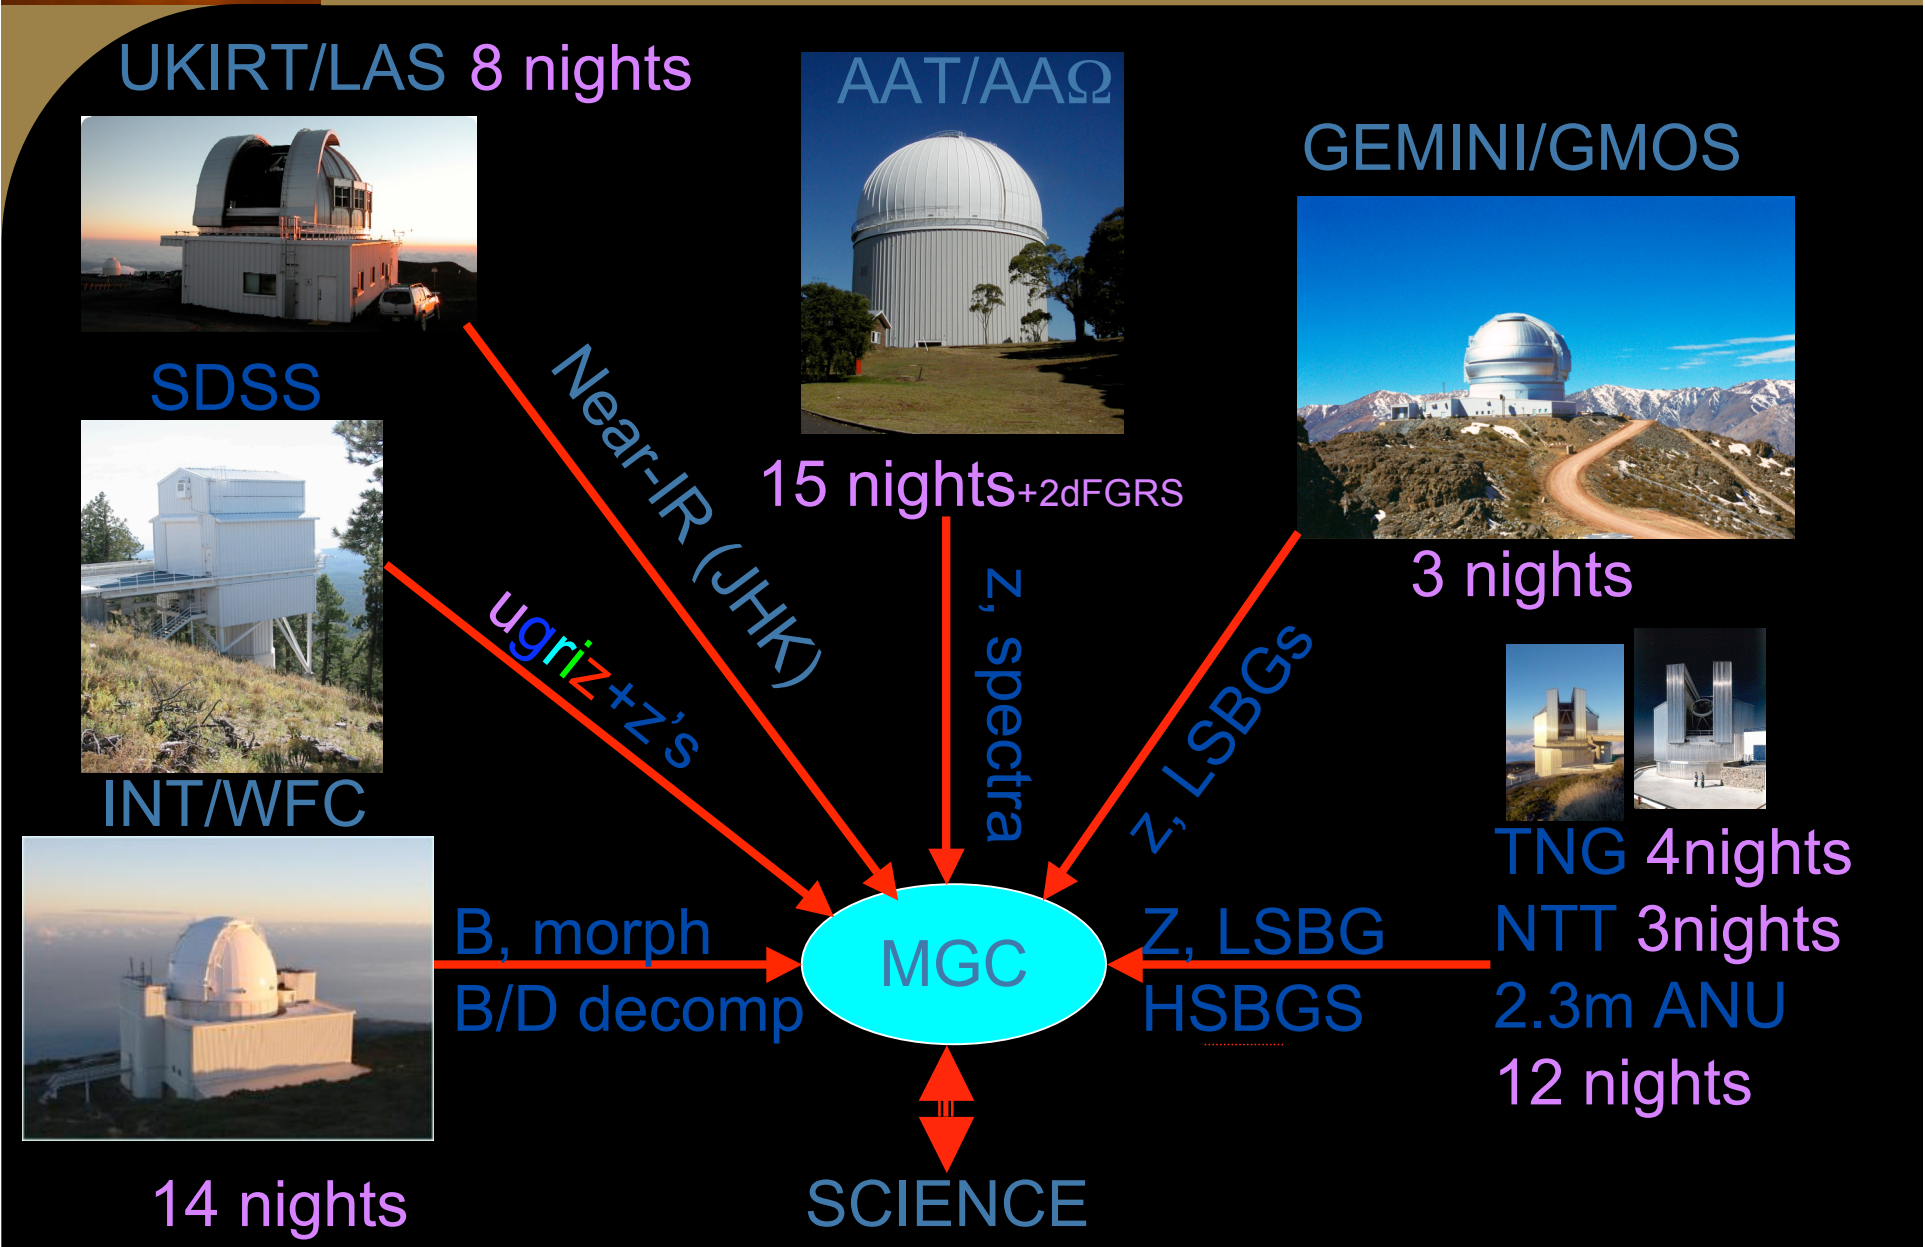 UKIRT/LAS 8 nights
AAT/AAΩ
GEMINI/GMOS
SDSS
Near-IR (JHK)
15 nights+2dFGRS
3 nights
ugriz+z's
z, spectra
z, LSBGs
INT/WFC
TNG 4nights
B, morph
MGC
Z, LSBG
NTT 3nights
B/D decomp
HSBGS
2.3m ANU
12 nights
14 nights
SCIENCE